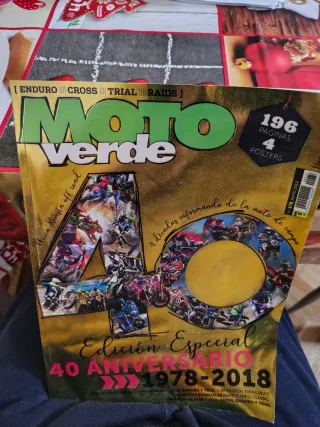 [ ENDURO CROSS TRIAL RAIDS ]
MOTO
verde
196
PÁGINAS
4
POSTERS
4 décadas informando de la moto de campo
40
Edición Especial
40 ANIVERSARIO
1978-2018